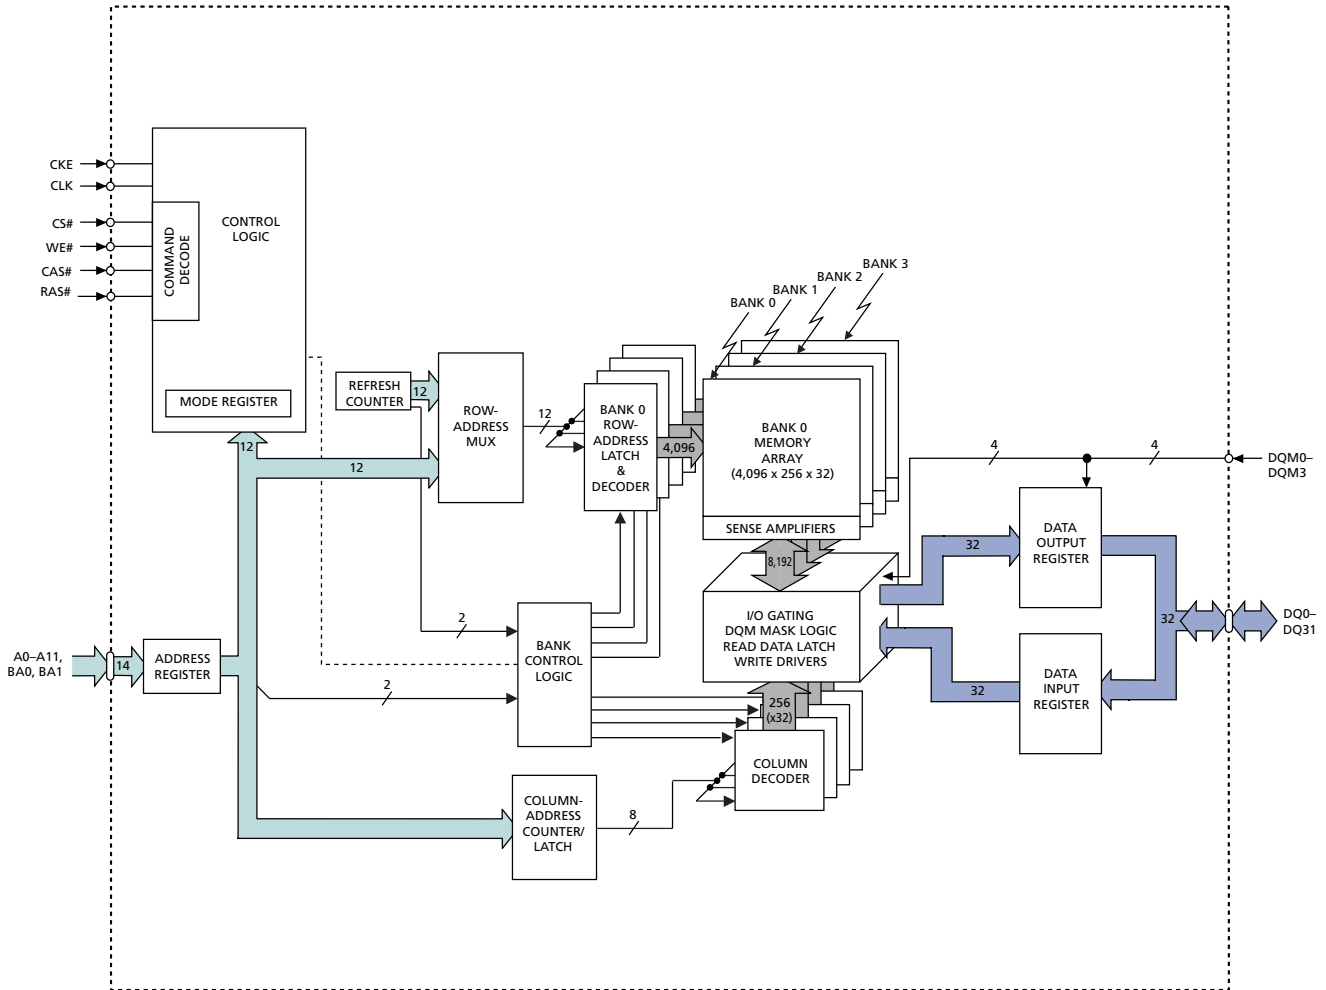 CKE
CLK
CS#
WE#
CAS#
RAS#
COMMAND
DECODE
CONTROL
LOGIC
MODE REGISTER
12
12
REFRESH
COUNTER
12
ROW-
ADDRESS
MUX
12
BANK 0
ROW-
ADDRESS
LATCH
&
DECODER
4,096
BANK 0
BANK 1
BANK 2
BANK 3
BANK 0
MEMORY
ARRAY
(4,096 x 256 x 32)
SENSE AMPLIFIERS
8,192
I/O GATING
DQM MASK LOGIC
READ DATA LATCH
WRITE DRIVERS
256
(x32)
COLUMN
DECODER
4
4
DQM0–
DQM3
32
DATA
OUTPUT
REGISTER
32
DQ0–
DQ31
32
DATA
INPUT
REGISTER
A0–A11,
BA0, BA1
14
ADDRESS
REGISTER
2
2
BANK
CONTROL
LOGIC
COLUMN-
ADDRESS
COUNTER/
LATCH
8